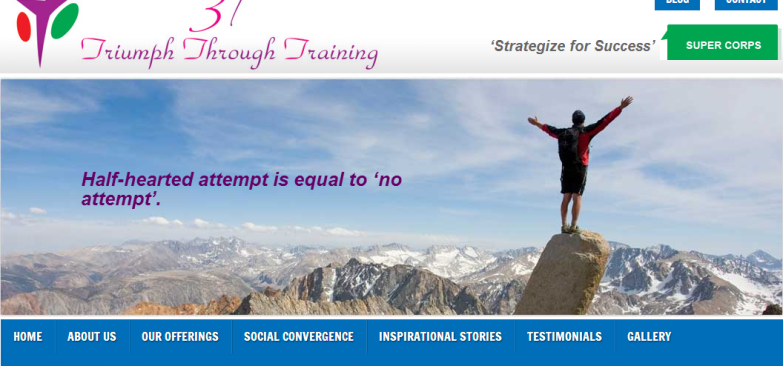 BLOG CONTACT
3T
Triumph Through Training
‘Strategize for Success’
SUPER CORPS
Half-hearted attempt is equal to ‘no
attempt’.
HOME ABOUT US OUR OFFERINGS SOCIAL CONVERGENCE INSPIRATIONAL STORIES TESTIMONIALS GALLERY